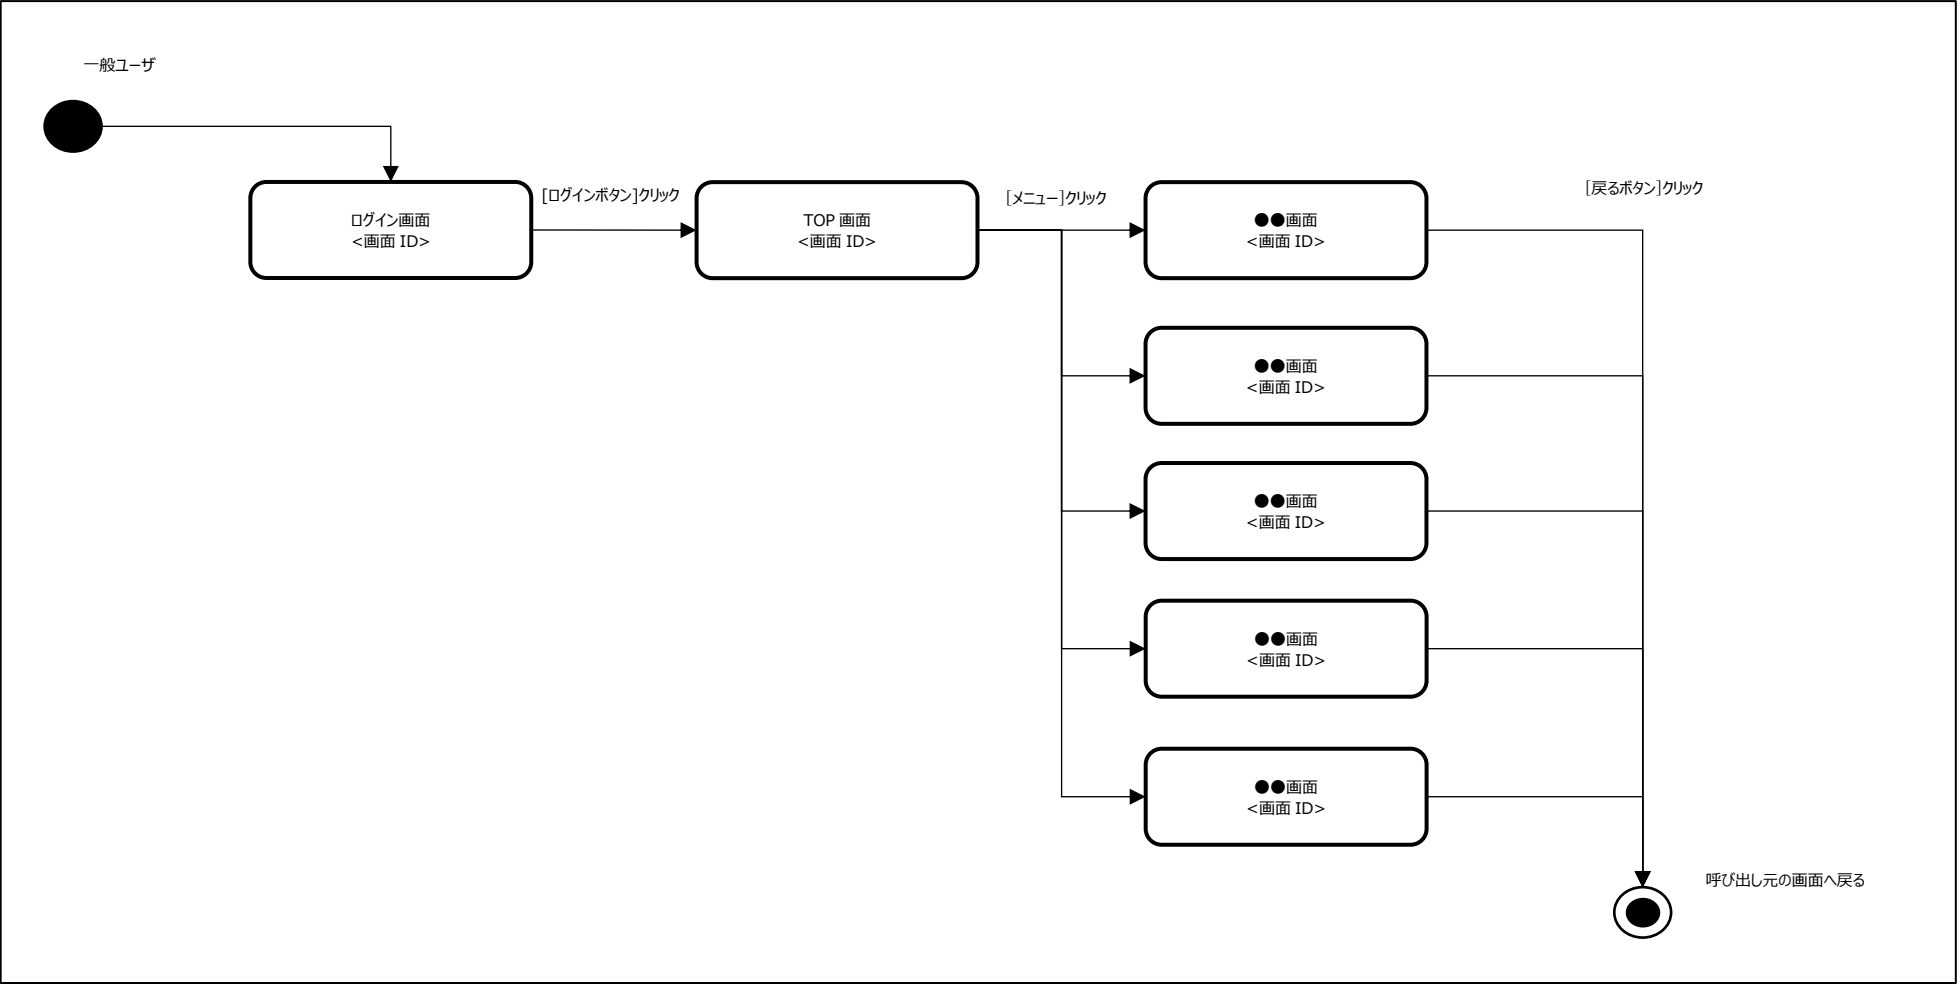 一般ユーザ
[ログインボタン]クリック
[メニュー]クリック
[戻るボタン]クリック
ログイン画面
<画面 ID>
TOP 画面
<画面 ID>
●●画面
<画面 ID>
●●画面
<画面 ID>
●●画面
<画面 ID>
●●画面
<画面 ID>
●●画面
<画面 ID>
呼び出し元の画面へ戻る